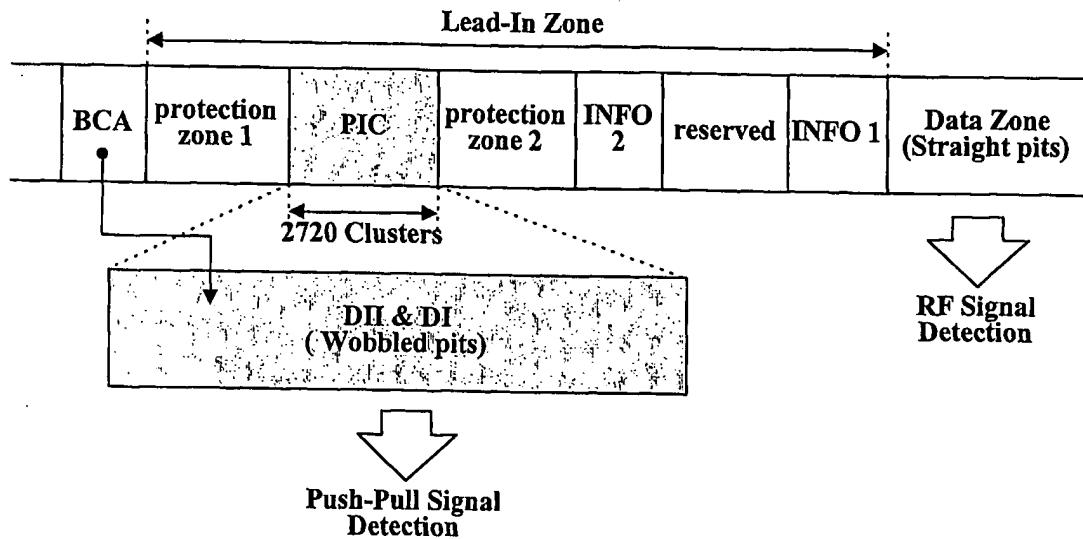 Lead-In Zone
BCA
protection
zone 1
PIC
protection
zone 2
INFO
2
reserved
INFO 1
Data Zone
(Straight pits)
2720 Clusters
DII & DI
( Wobbled pits)
RF Signal
Detection
Push-Pull Signal
Detection